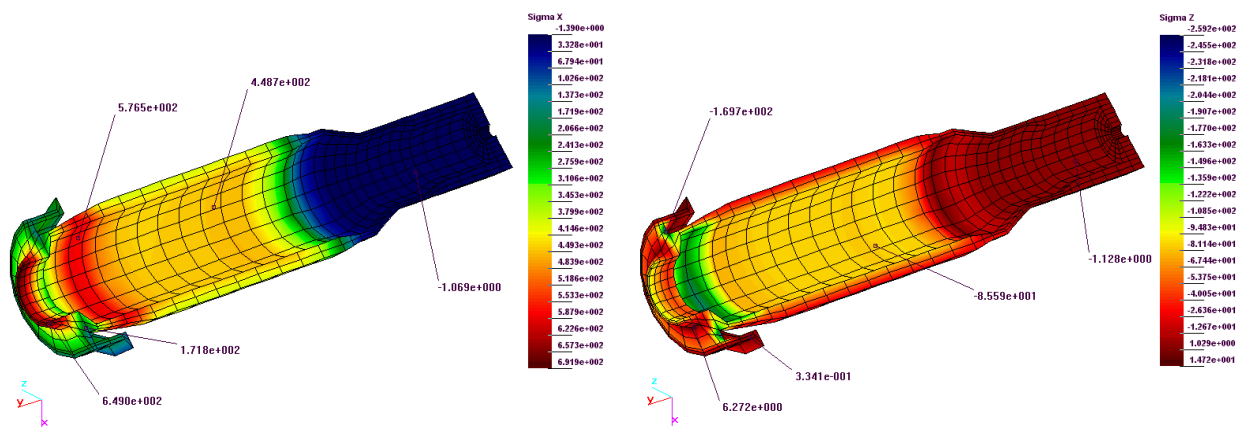 Sigma X
-1.390e+000
3.328e+001
6.794e+001
1.026e+002
1.373e+002
1.719e+002
2.066e+002
2.413e+002
2.759e+002
3.106e+002
3.453e+002
3.799e+002
4.146e+002
4.493e+002
4.839e+002
5.186e+002
5.533e+002
5.879e+002
6.226e+002
6.573e+002
6.919e+002
4.487e+002
5.765e+002
-1.069e+000
1.718e+002
6.490e+002
z
y
x
Sigma Z
-2.592e+002
-2.455e+002
-2.318e+002
-2.181e+002
-2.044e+002
-1.907e+002
-1.770e+002
-1.633e+002
-1.496e+002
-1.359e+002
-1.222e+002
-1.085e+002
-9.483e+001
-8.114e+001
-6.744e+001
-5.375e+001
-4.005e+001
-2.636e+001
-1.267e+001
1.029e+000
1.472e+001
-1.697e+002
-1.128e+000
-8.559e+001
3.341e-001
6.272e+000
z
y
x